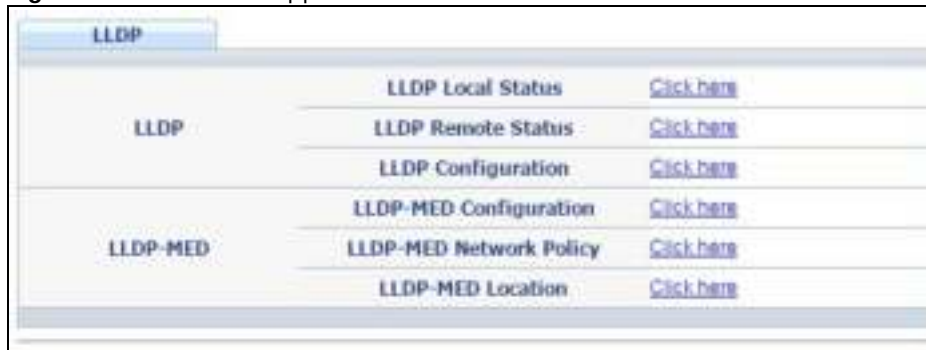 LLDP
LLDP
LLDP Local Status Click here
LLDP Remote Status Click here
LLDP Configuration Click here
LLDP-MED
LLDP-MED Configuration Click here
LLDP-MED Network Policy Click here
LLDP-MED Location Click here